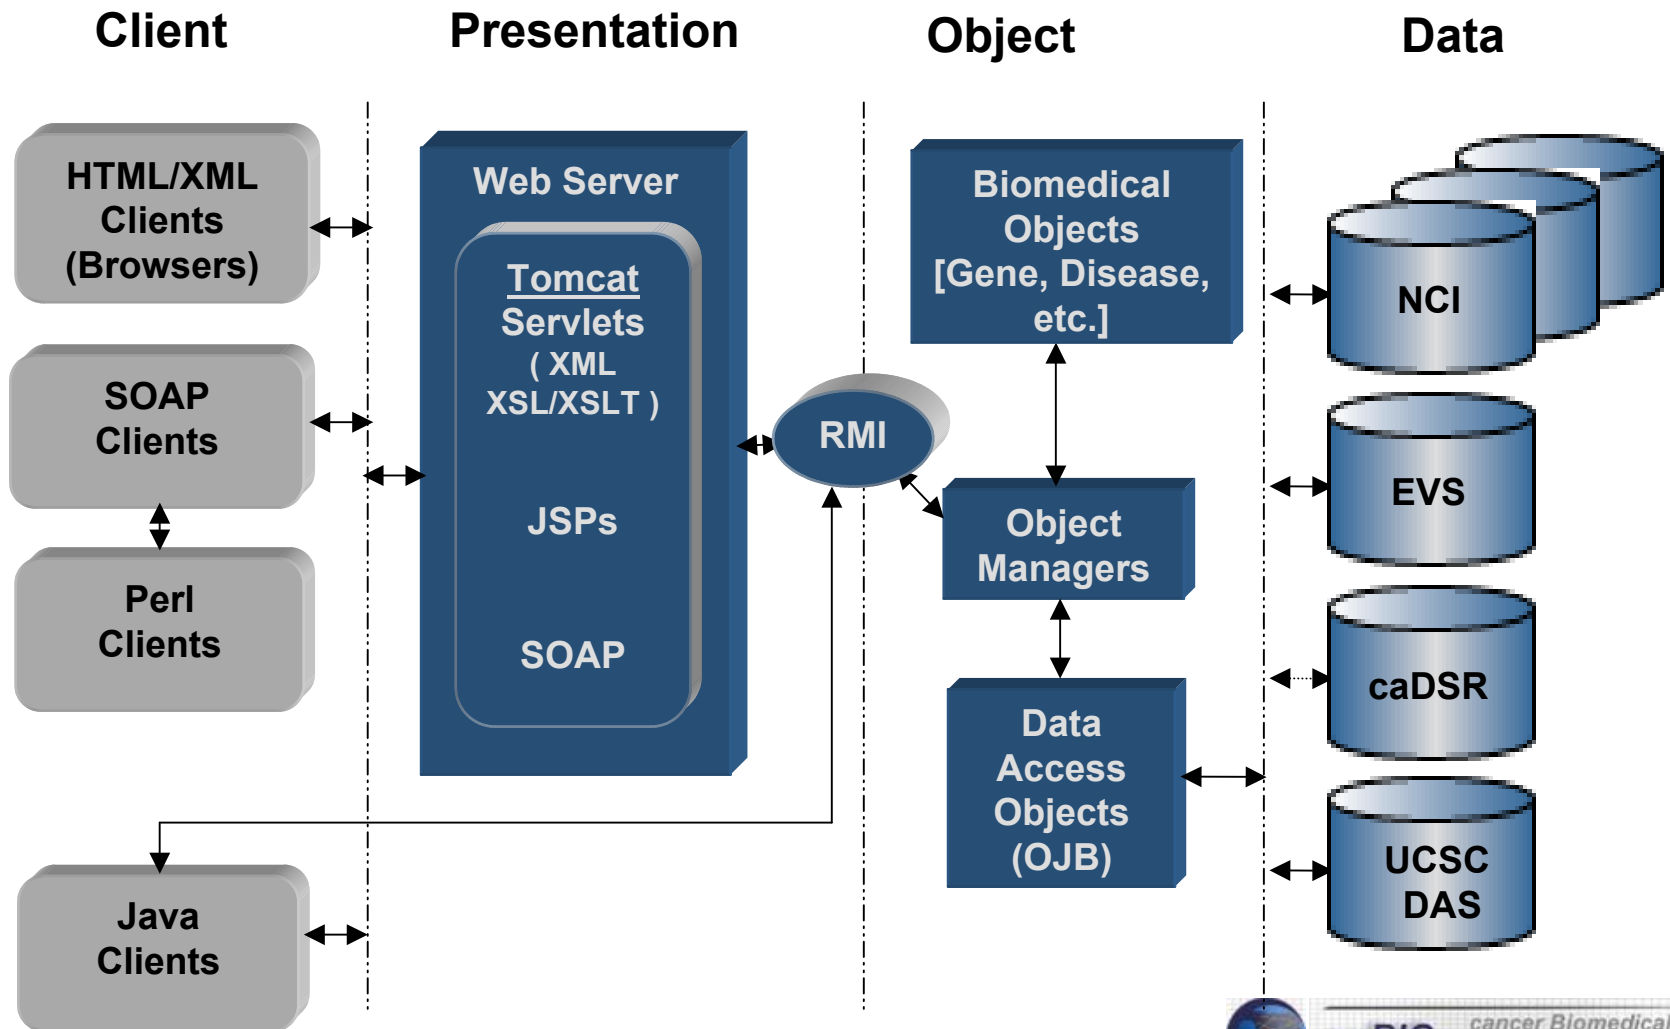 Client
Presentation
Object
Data
HTML/XML
Clients
(Browsers)
SOAP
Clients
Perl
Clients
Java
Clients
Web Server
Tomcat
Servlets
( XML
XSL/XSLT )
JSPs
SOAP
RMI
Biomedical
Objects
[Gene, Disease,
etc.]
Object
Managers
Data
Access
Objects
(OJB)
NCI
EVS
caDSR
UCSC
DAS
cancer Biomedical